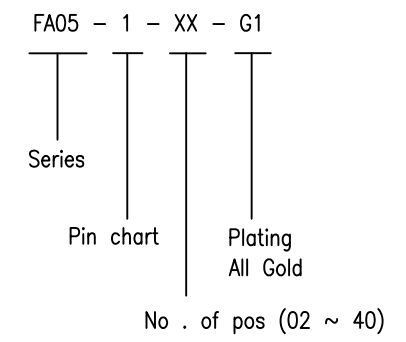 FA05 - 1 - XX - G1
Series
Pin chart
Plating
All Gold
No . of pos (02 ~ 40)